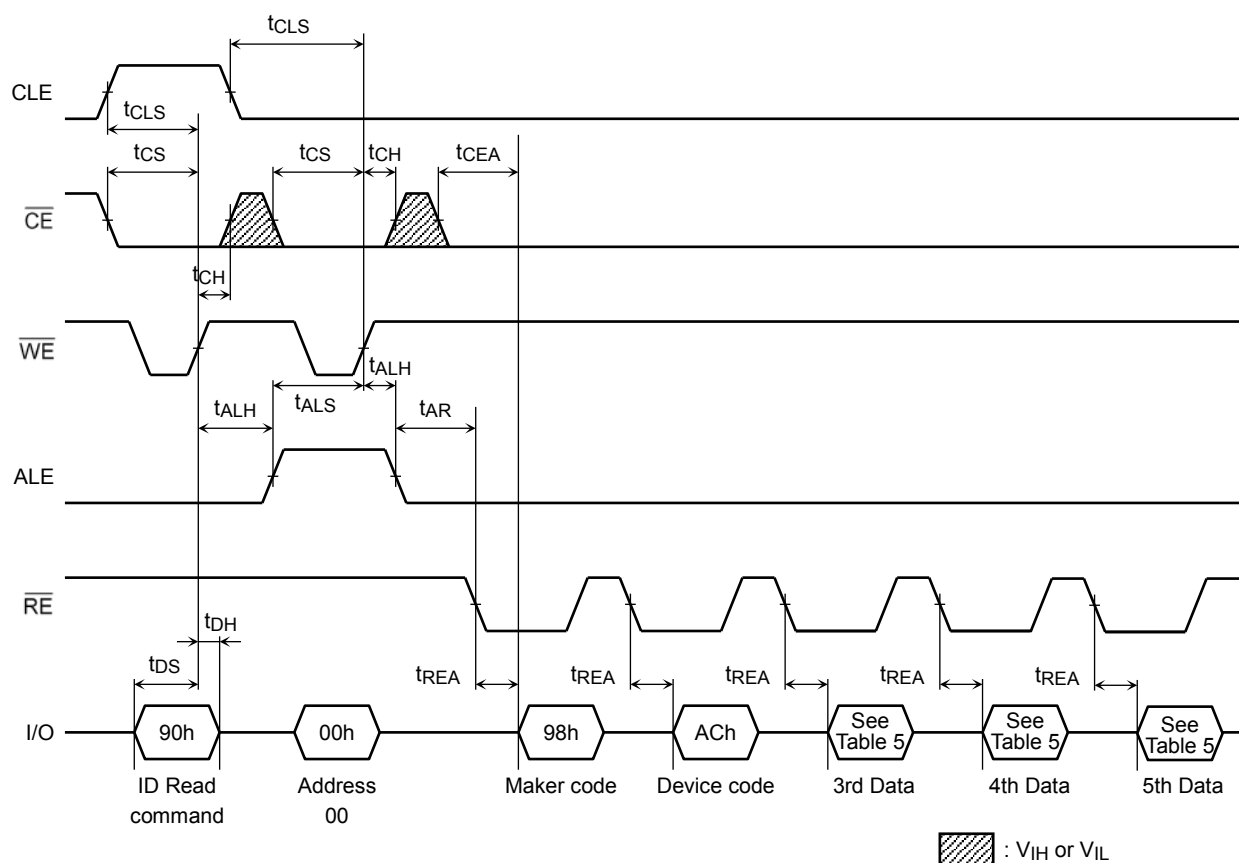 tCLS
CLE
tCLS
tCS tCS tCH tCEA
CE
tCH
WE
tALH
tALH tALS tAR
ALE
RE
tDH
tDS tREA tREA tREA tREA tREA
I/O 90h 00h 98h ACh See Table 5 See Table 5 See Table 5
ID Read command
Address 00
Maker code
Device code
3rd Data
4th Data
5th Data
: VIH or VIL